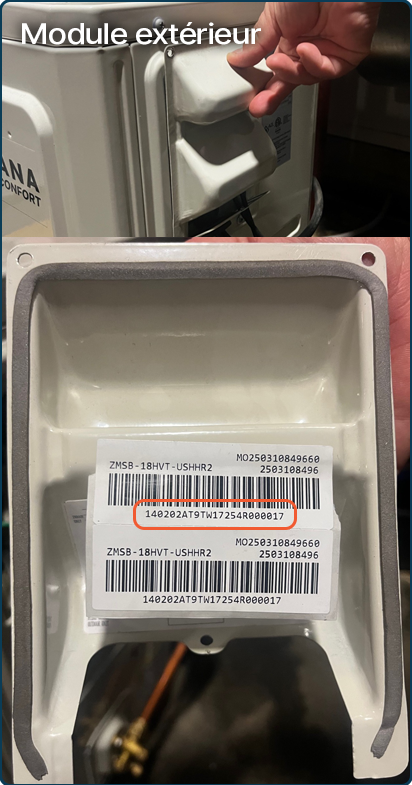 Module extérieur
ANA
CONFORT
MO250310849660
ZMSB-18HVT-USHHR2
2503108496
140202AT9TW17254R000017
MO250310849660
ZMSB-18HVT-USHHR2
2503108496
140202AT9TW17254R000017